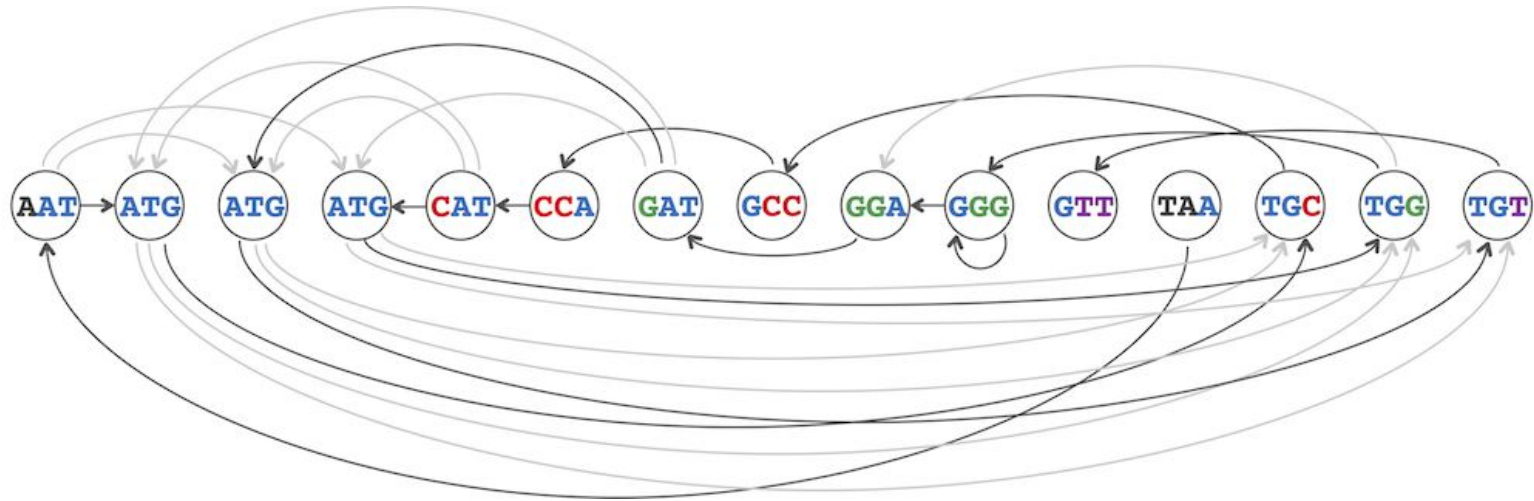 AAT ATG ATG ATG CAT CCA GAT GCC GGA GGG GTT TAA TGC TGG TGT